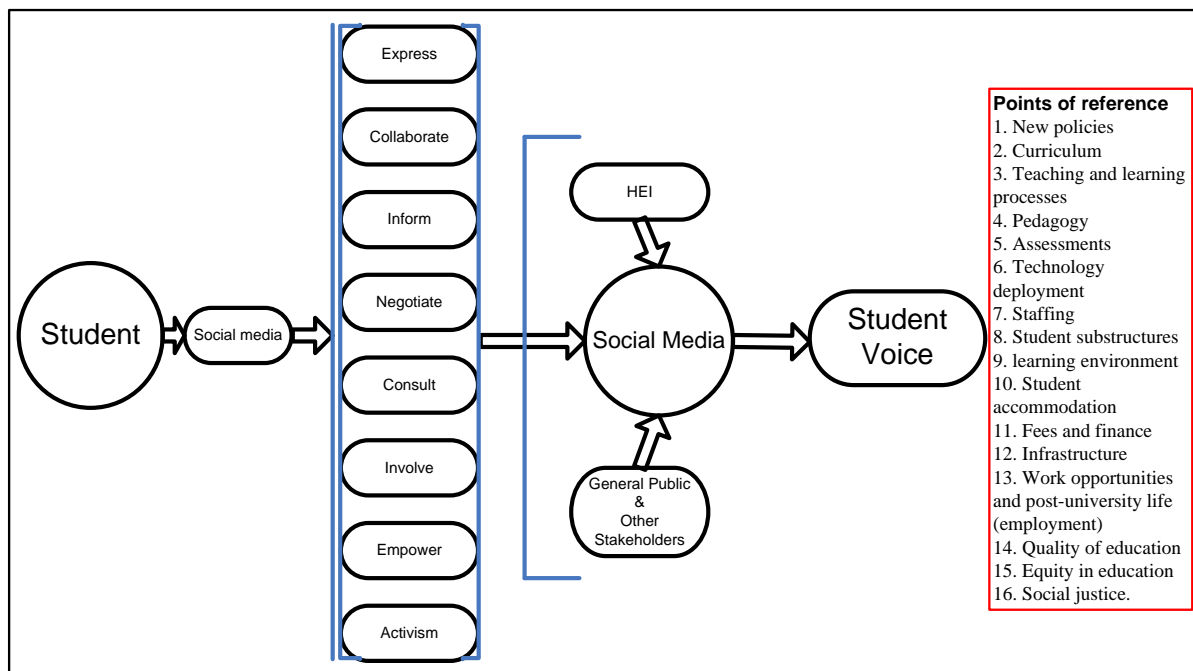 Student
Social media
Express
Collaborate
Inform
Negotiate
Consult
Involve
Empower
Activism
HEI
Social Media
General Public
&
Other
Stakeholders
Student
Voice
Points of reference
1. New policies
2. Curriculum
3. Teaching and learning
processes
4. Pedagogy
5. Assessments
6. Technology
deployment
7. Staffing
8. Student substructures
9. learning environment
10. Student
accommodation
11. Fees and finance
12. Infrastructure
13. Work opportunities
and post-university life
(employment)
14. Quality of education
15. Equity in education
16. Social justice.